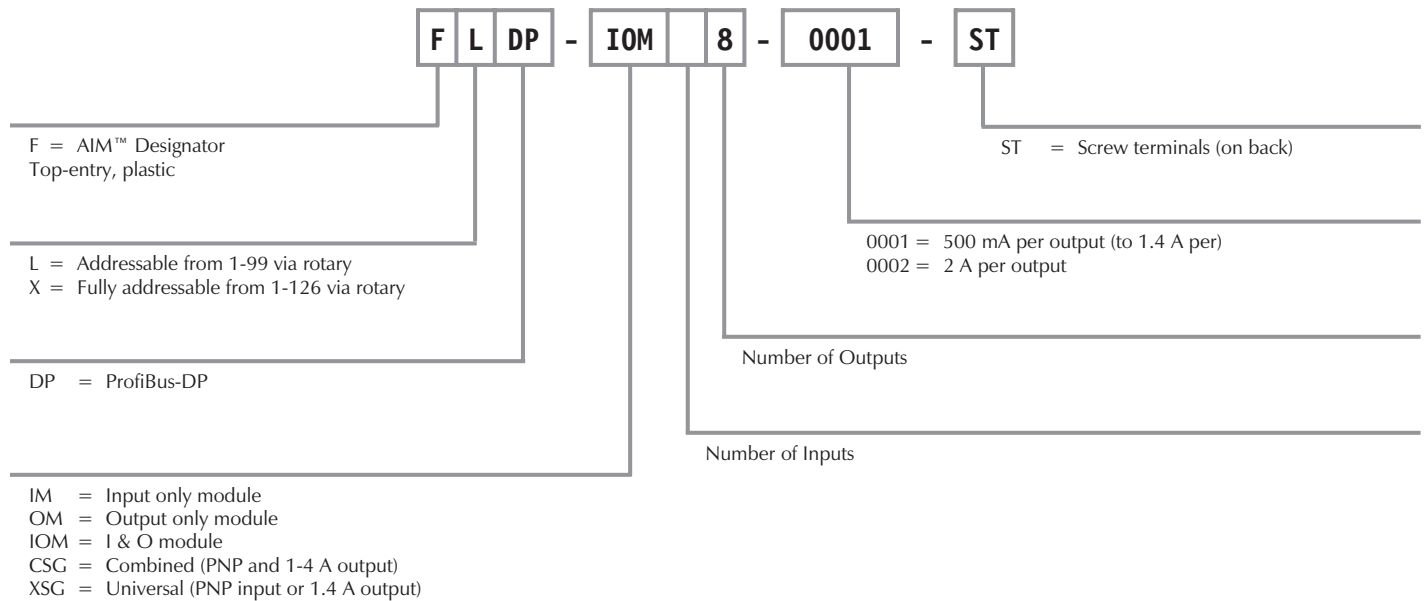 F L DP - IOM 8 - 0001 - ST
F = AIM™ Designator
Top-entry, plastic
ST = Screw terminals (on back)
L = Addressable from 1-99 via rotary
X = Fully addressable from 1-126 via rotary
0001 = 500 mA per output (to 1.4 A per)
0002 = 2 A per output
Number of Outputs
DP = ProfiBus-DP
Number of Inputs
IM = Input only module
OM = Output only module
IOM = I & O module
CSG = Combined (PNP and 1-4 A output)
XSG = Universal (PNP input or 1.4 A output)